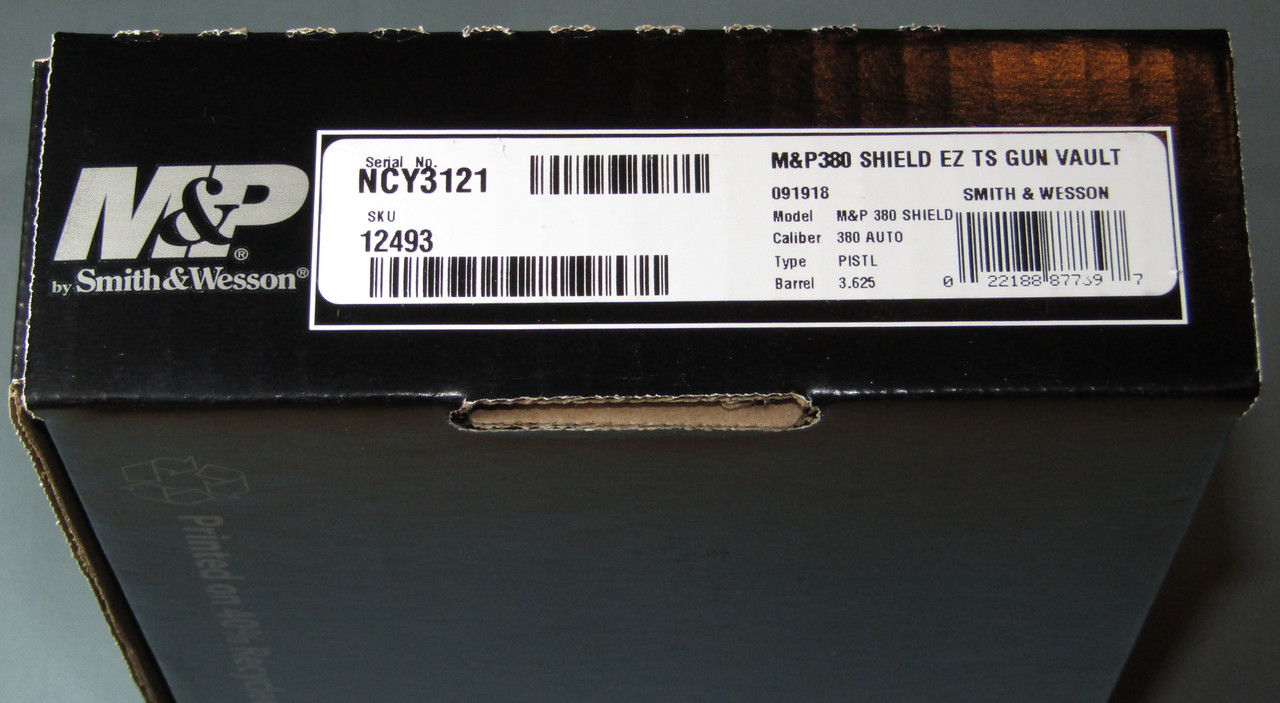 M&P®
by Smith&Wesson®
Serial No.
NCY3121
SKU
12493
M&P380 SHIELD EZ TS GUN VAULT
091918
SMITH & WESSON
Model M&P 380 SHIELD
Caliber 380 AUTO
Type PISTL
Barrel 3.625
0 22188 87739 7
Printed on 40% Recycled